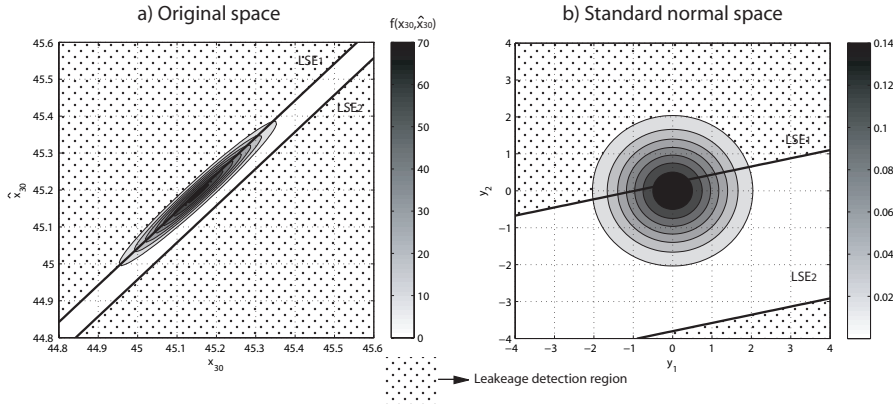 a) Original space
b) Standard normal space
f(x30,x̂30)
45.6
45.5
45.4
45.3
45.2
45.1
45
44.9
44.8
x̂30
LSE1
LSE2
44.8 44.9 45 45.1 45.2 45.3 45.4 45.5 45.6
x30
70
60
50
40
30
20
10
0
4
3
2
1
0
−1
−2
−3
−4
y2
LSE1
LSE2
−4 −3 −2 −1 0 1 2 3 4
y1
0.14
0.12
0.1
0.08
0.06
0.04
0.02
Leakeage detection region